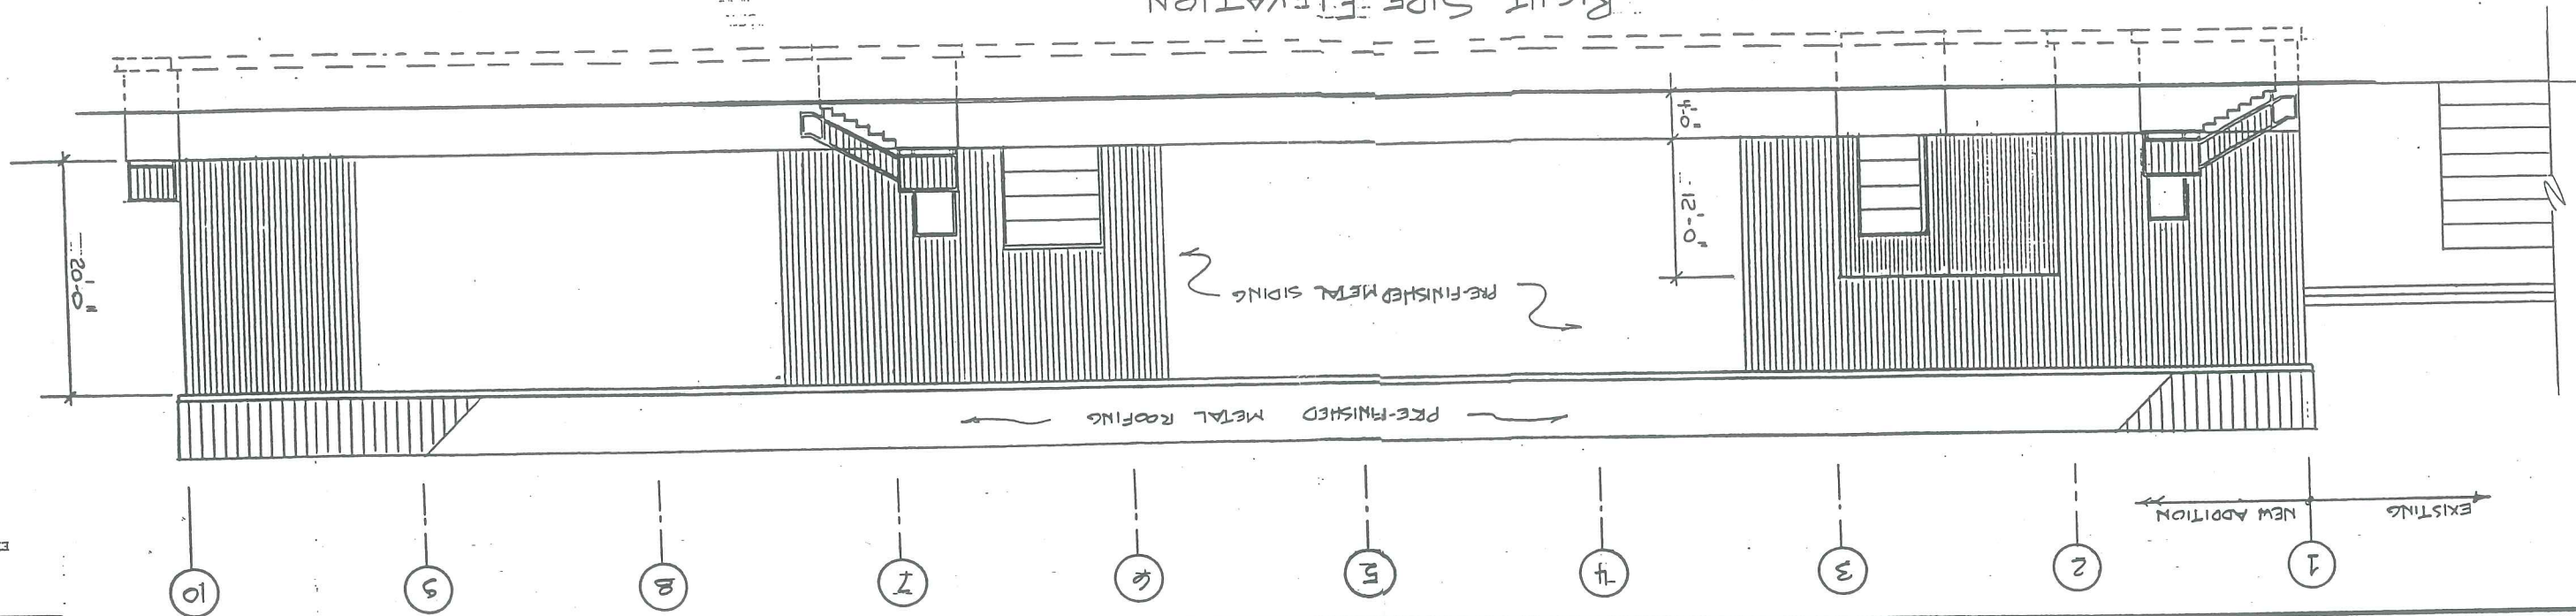 1 2 3 4 5 6 7 8 9 10
EXISTING NEW ADDITION
PRE-FINISHED METAL ROOFING
PRE-FINISHED METAL SIDING
20'-0"
12'-0"
4'-0"
RIGHT SIDE ELEVATION